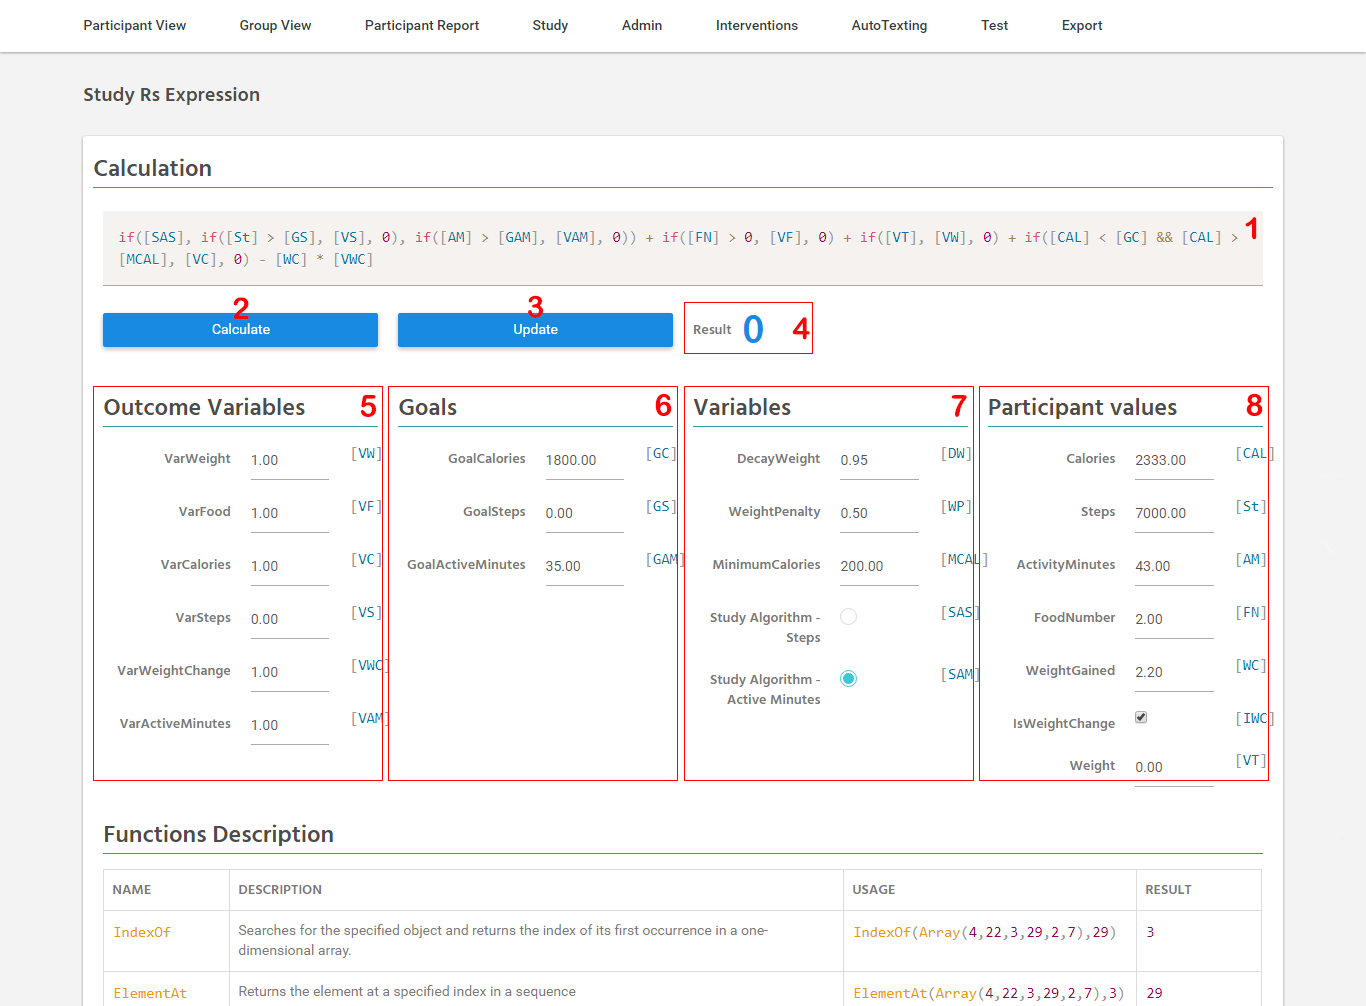 Participant View Group View Participant Report Study Admin Interventions AutoTexting Test Export
Study Rs Expression
Calculation
if([SAS], if([St] > [GS], [VS], 0), if([AM] > [GAM], [VAM], 0)) + if([FN] > 0, [VF], 0) + if([VT], [VW], 0) + if([CAL] < [GC] && [CAL] > 1
[MCAL], [VC], 0) - [WC] * [VWC]
2 3
Calculate Update Result 0 4
Outcome Variables 5
VarWeight 1.00 [VW]
VarFood 1.00 [VF]
VarCalories 1.00 [VC]
VarSteps 0.00 [VS]
VarWeightChange 1.00 [VWC]
VarActiveMinutes 1.00 [VAM]
Goals 6
GoalCalories 1800.00 [GC]
GoalSteps 0.00 [GS]
GoalActiveMinutes 35.00 [GAM]
Variables 7
DecayWeight 0.95 [DW]
WeightPenalty 0.50 [WP]
MinimumCalories 200.00 [MCAL]
Study Algorithm - [SAS]
Steps
Study Algorithm - [SAM]
Active Minutes
Participant values 8
Calories 2333.00 [CAL]
Steps 7000.00 [St]
ActivityMinutes 43.00 [AM]
FoodNumber 2.00 [FN]
WeightGained 2.20 [WC]
IsWeightChange [IWC]
Weight 0.00 [VT]
Functions Description
NAME DESCRIPTION USAGE RESULT
IndexOf Searches for the specified object and returns the index of its first occurrence in a one- IndexOf(Array(4,22,3,29,2,7),29) 3
dimensional array.
ElementAt Returns the element at a specified index in a sequence ElementAt(Array(4,22,3,29,2,7),3) 29